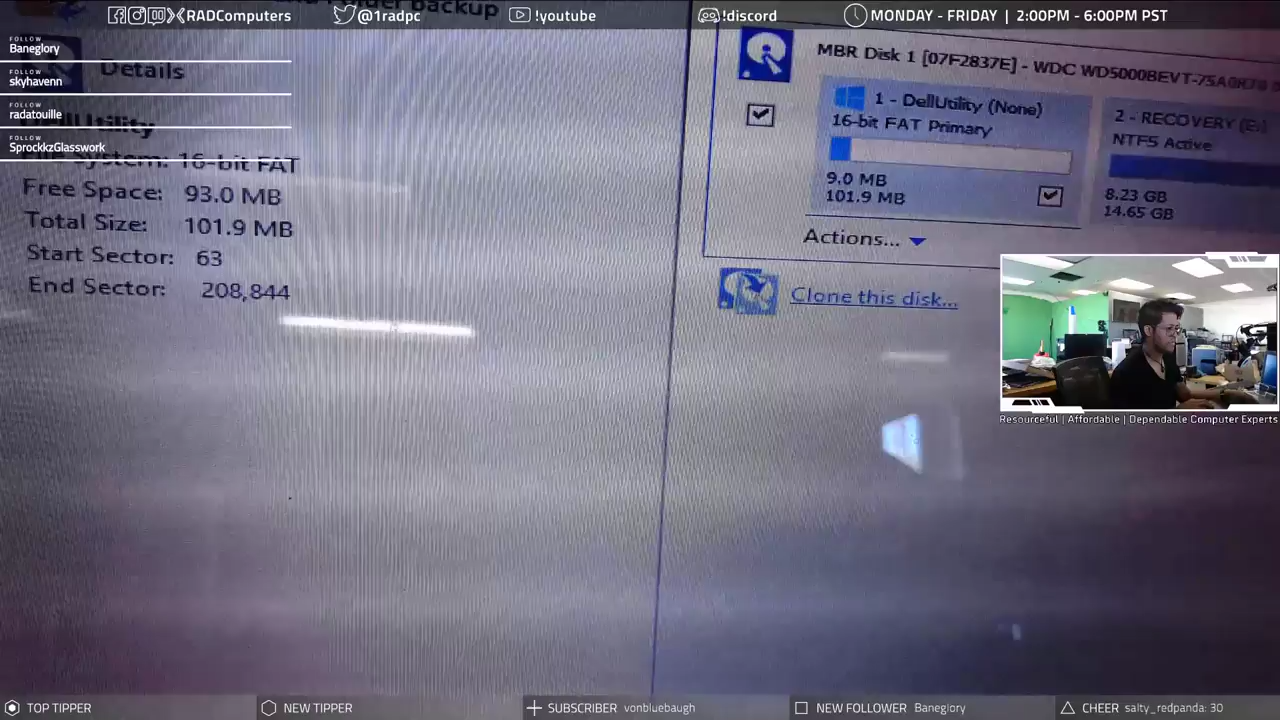 RADComputers
@1radpc
!youtube
!discord
MONDAY - FRIDAY | 2:00PM - 6:00PM PST
FOLLOW
Baneglory
FOLLOW
skyhavenn
FOLLOW
radatouille
FOLLOW
SprockkzGlasswork
backup
Details
DellUtility
File System: 16-bit FAT
Free Space: 93.0 MB
Total Size: 101.9 MB
Start Sector: 63
End Sector: 208,844
MBR Disk 1 [07F2837E] - WDC WD5000BEVT-75A0RT0
1 - DellUtility (None)
16-bit FAT Primary
9.0 MB
101.9 MB
2 - RECOVERY (E:)
NTFS Active
8.23 GB
14.65 GB
Actions...
Clone this disk...
Resourceful | Affordable | Dependable Computer Experts
TOP TIPPER
NEW TIPPER
SUBSCRIBER vonbluebaugh
NEW FOLLOWER Baneglory
CHEER salty_redpanda: 30